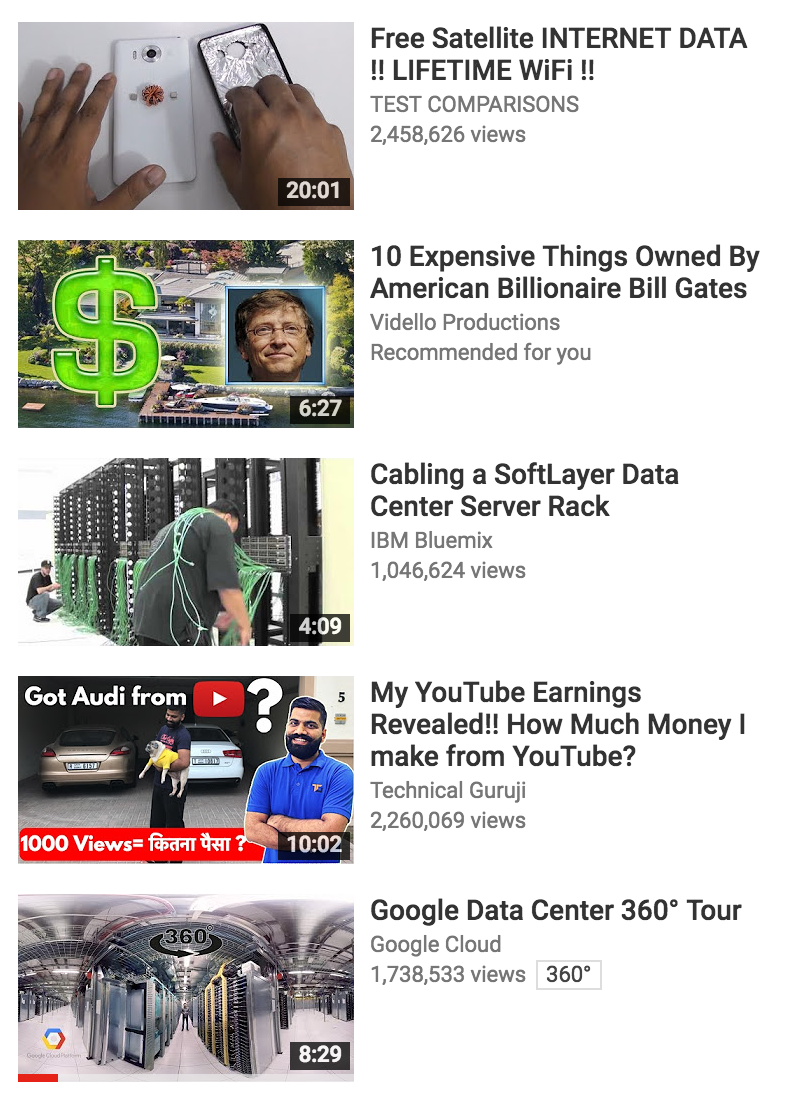 Free Satellite INTERNET DATA
!! LIFETIME WiFi !!
TEST COMPARISONS
2,458,626 views
20:01
10 Expensive Things Owned By
American Billionaire Bill Gates
Vidello Productions
Recommended for you
$
6:27
Cabling a SoftLayer Data
Center Server Rack
IBM Bluemix
1,046,624 views
4:09
Got Audi from ?
5
1000 Views= कितना पैसा ?
10:02
My YouTube Earnings
Revealed!! How Much Money I
make from YouTube?
Technical Guruji
2,260,069 views
Google Data Center 360° Tour
Google Cloud
1,738,533 views 360°
360°
Google Cloud Platform
8:29